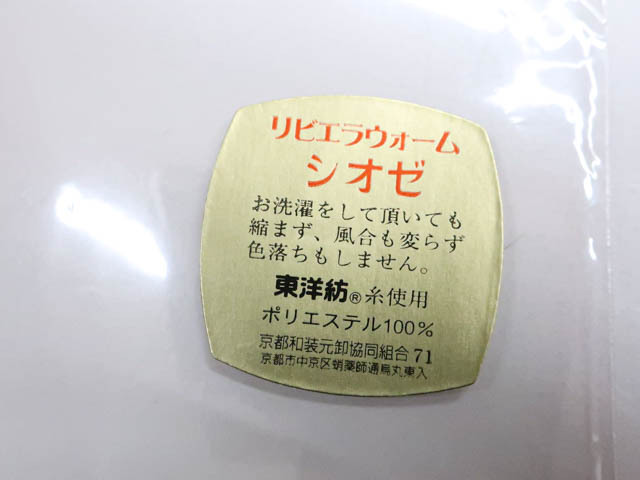 リビエラウォーム
シオゼ
お洗濯をして頂いても
縮まず、風合も変らず
色落ちもしません。
東洋紡®糸使用
ポリエステル100%
京都和装元卸協同組合71
京都市中京区蛸薬師通烏丸東入